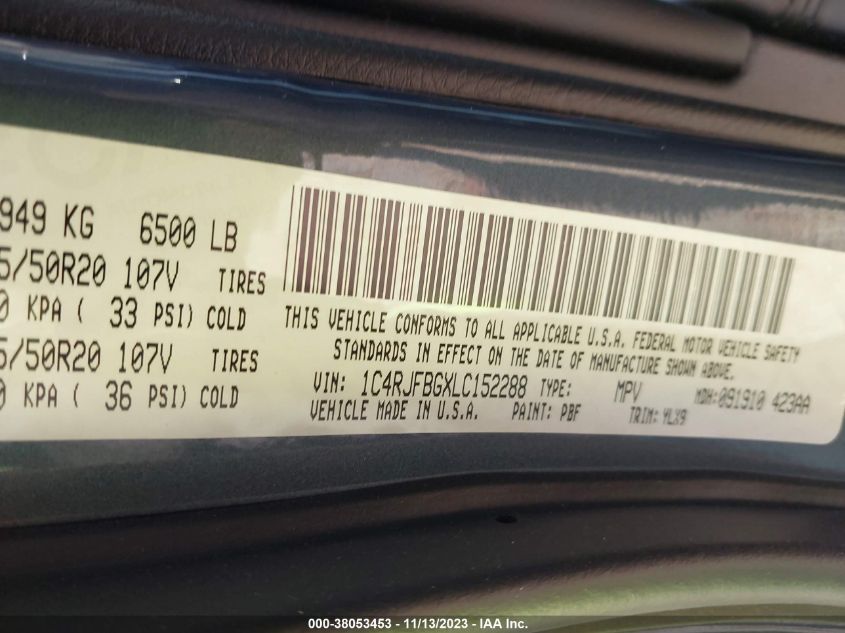 949 KG 6500 LB
5/50R20 107V TIRES
0 KPA ( 33 PSI) COLD
5/50R20 107V TIRES
0 KPA ( 36 PSI) COLD
THIS VEHICLE CONFORMS TO ALL APPLICABLE U.S.A. FEDERAL MOTOR VEHICLE SAFETY
STANDARDS IN EFFECT ON THE DATE OF MANUFACTURE SHOWN ABOVE.
VIN: 1C4RJFBGXLC152288 TYPE: MPV MDH:091910 423AA
VEHICLE MADE IN U.S.A. PAINT: PBF TRIM: YLX9
000-38053453 - 11/13/2023 - IAA Inc.